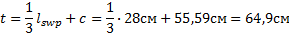 t = 1/3 l_swp + c = 1/3 · 28см + 55,59см = 64,9см